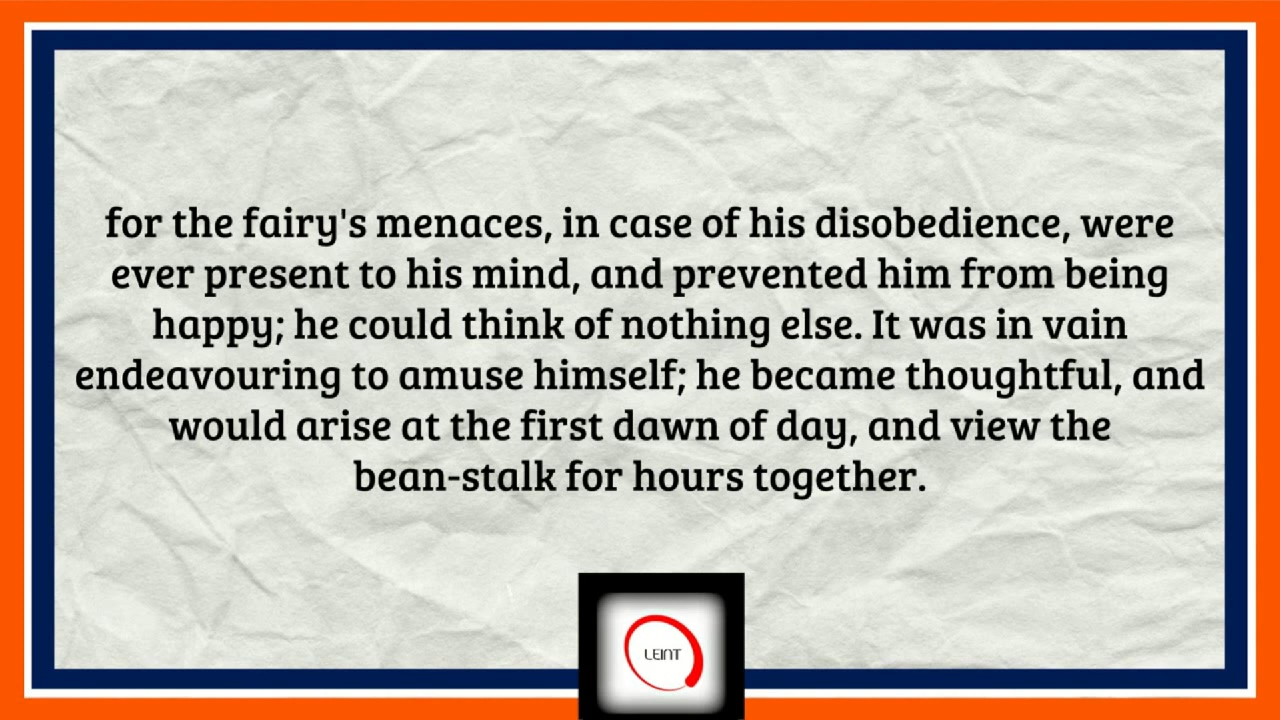 for the fairy's menaces, in case of his disobedience, were
ever present to his mind, and prevented him from being
happy; he could think of nothing else. It was in vain
endeavouring to amuse himself; he became thoughtful, and
would arise at the first dawn of day, and view the
bean-stalk for hours together.
LEINT